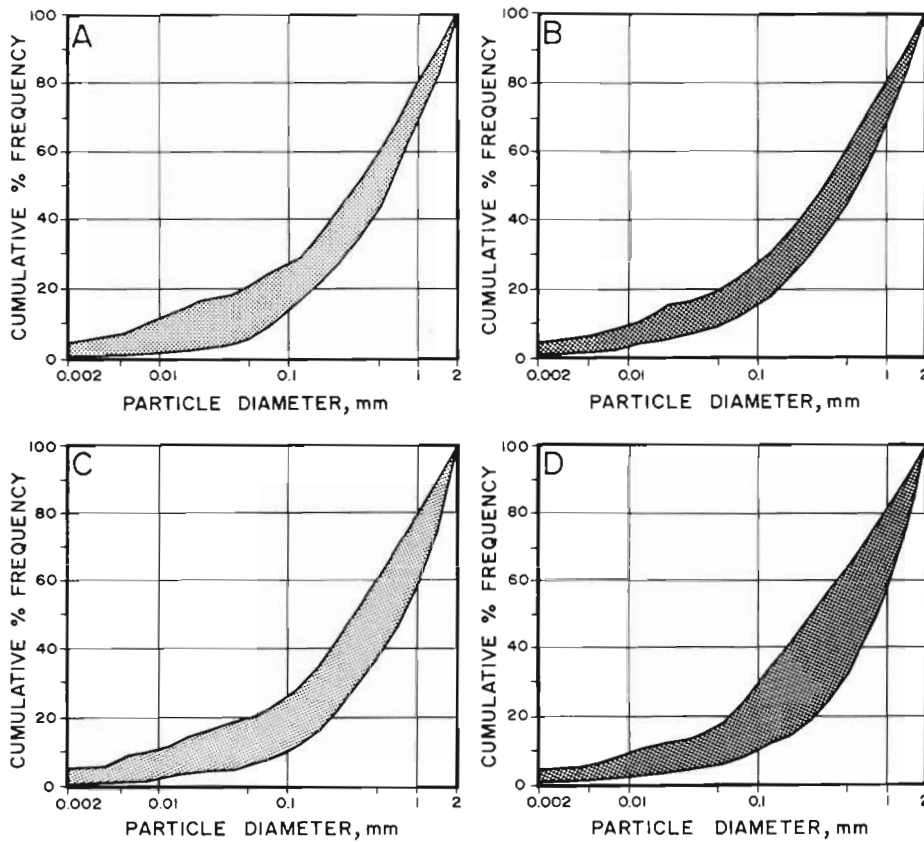 A
CUMULATIVE % FREQUENCY
100
80
60
40
20
0
0.002 0.01 0.1 1 2
PARTICLE DIAMETER, mm
B
CUMULATIVE % FREQUENCY
100
80
60
40
20
0
0.002 0.01 0.1 1 2
PARTICLE DIAMETER, mm
C
CUMULATIVE % FREQUENCY
100
80
60
40
20
0
0.002 0.01 0.1 1 2
PARTICLE DIAMETER, mm
D
CUMULATIVE % FREQUENCY
100
80
60
40
20
0
0.002 0.01 0.1 1 2
PARTICLE DIAMETER, mm